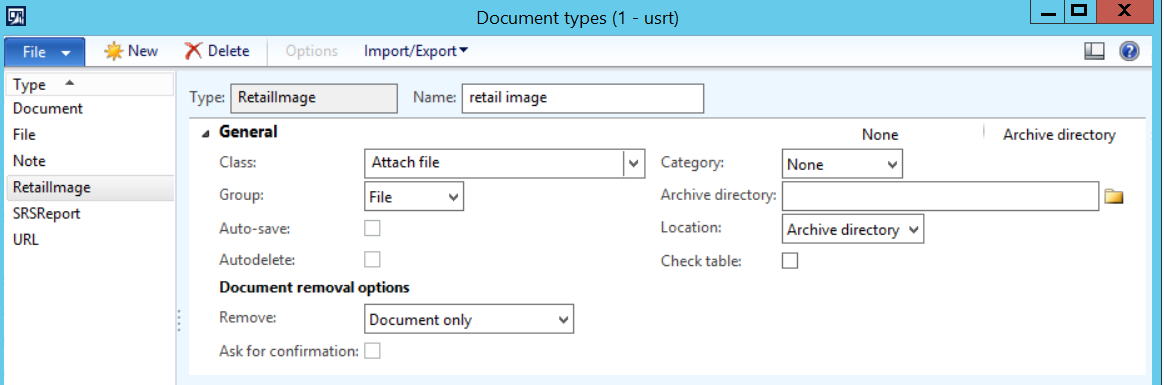 Document types (1 - usrt)
File New Delete Options Import/Export
Type
Document
File
Note
RetailImage
SRSReport
URL
Type: RetailImage Name: retail image
General None Archive directory
Class: Attach file Category: None
Group: File Archive directory:
Auto-save: Location: Archive directory
Autodelete: Check table:
Document removal options
Remove: Document only
Ask for confirmation: